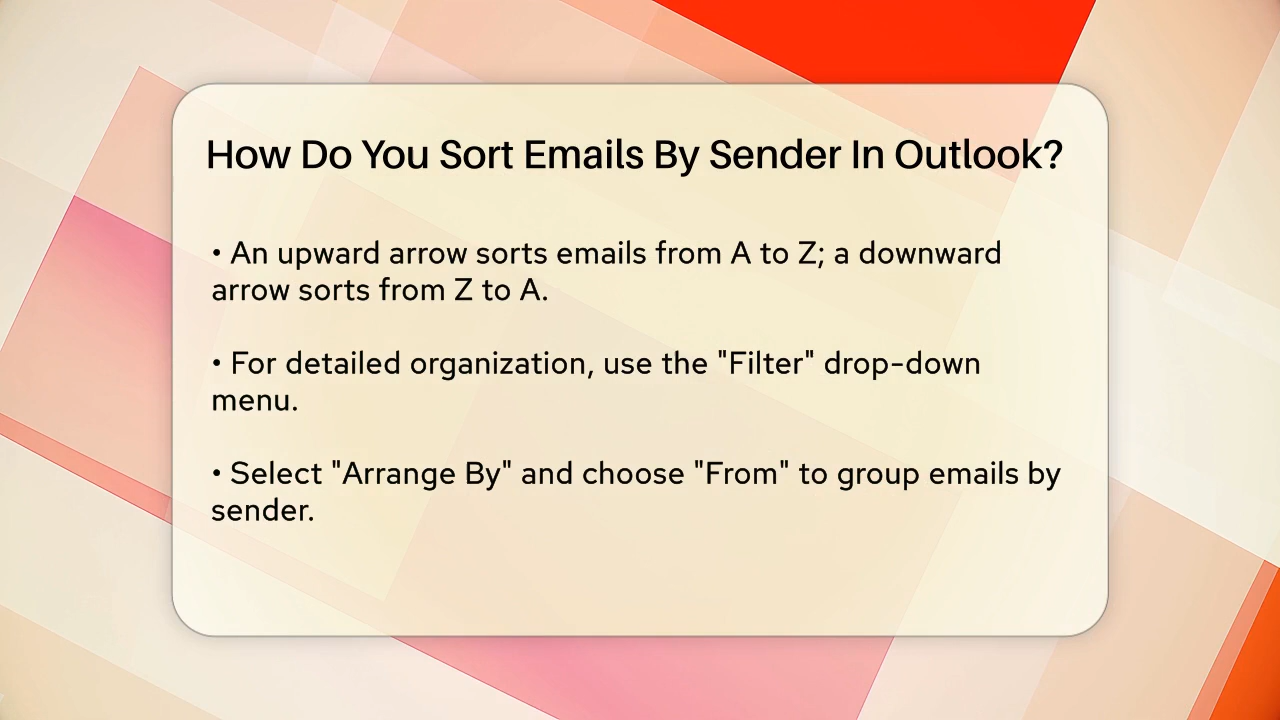 How Do You Sort Emails By Sender In Outlook?
• An upward arrow sorts emails from A to Z; a downward
arrow sorts from Z to A.
• For detailed organization, use the "Filter" drop-down
menu.
• Select "Arrange By" and choose "From" to group emails by
sender.